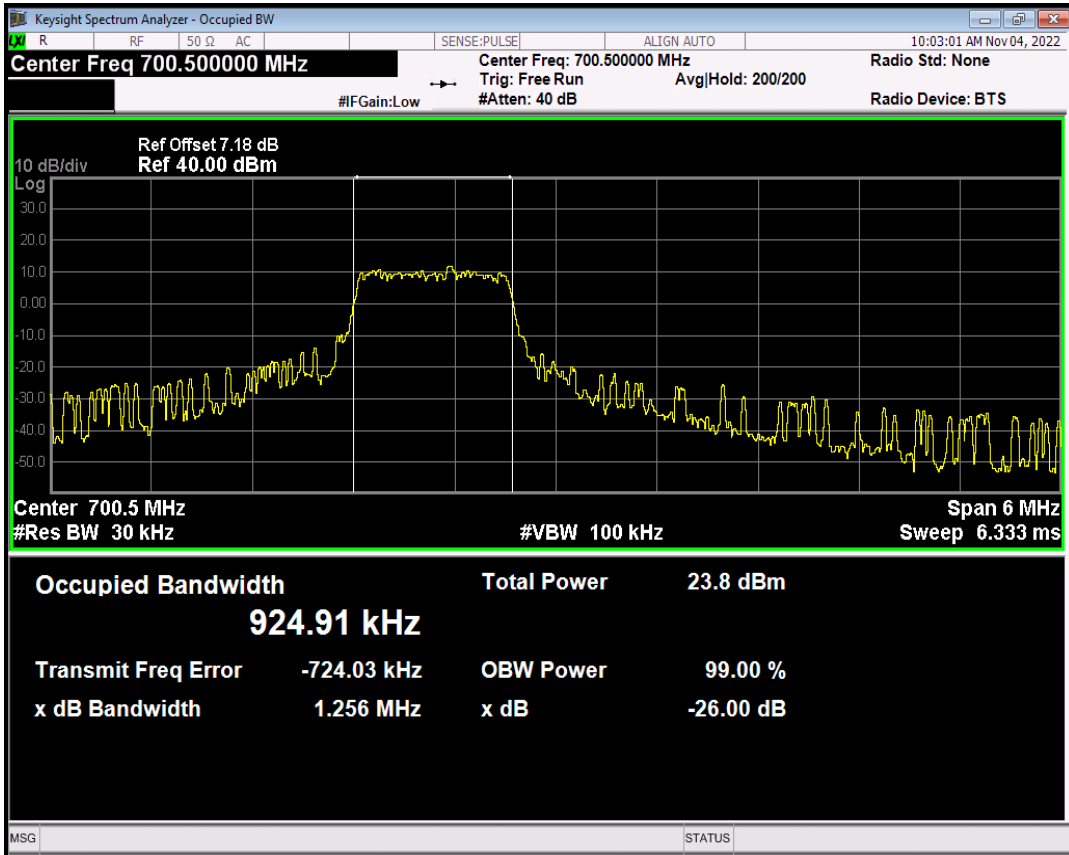 Keysight Spectrum Analyzer - Occupied BW
LXI R RF 50 Ω AC SENSE:PULSE ALIGN AUTO 10:03:01 AM Nov 04, 2022
Center Freq 700.500000 MHz Center Freq: 700.500000 MHz Radio Std: None
Trig: Free Run Avg|Hold: 200/200
#IFGain:Low #Atten: 40 dB Radio Device: BTS
Ref Offset 7.18 dB
10 dB/div Ref 40.00 dBm
Log
30.0
20.0
10.0
0.00
-10.0
-20.0
-30.0
-40.0
-50.0
Center 700.5 MHz Span 6 MHz
#Res BW 30 kHz #VBW 100 kHz Sweep 6.333 ms
Occupied Bandwidth Total Power 23.8 dBm
924.91 kHz
Transmit Freq Error -724.03 kHz OBW Power 99.00 %
x dB Bandwidth 1.256 MHz x dB -26.00 dB
MSG STATUS